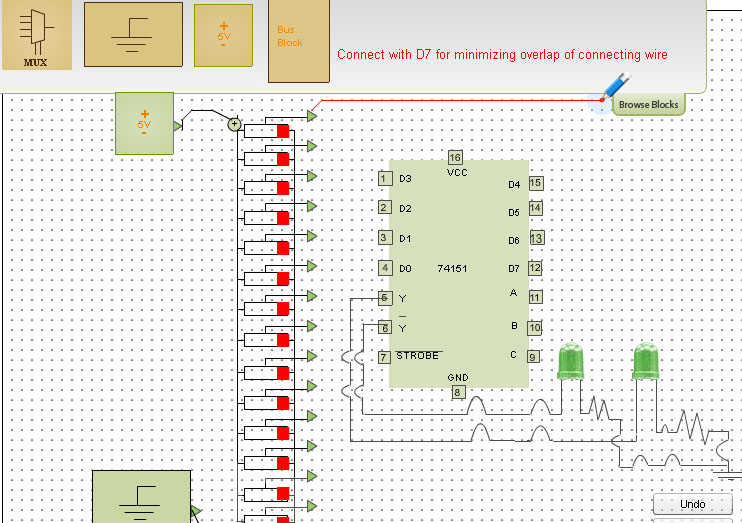 MUX
+
5V
-
Bus
Block
Connect with D7 for minimizing overlap of connecting wire
Browse Blocks
+
5V
-
+
16
VCC
1 D3
D4 15
2 D2
D5 14
3 D1
D6 13
4 D0
74151
D7 12
5 Y
A 11
6 Y
B 10
7 STROBE
C 9
GND
8
Undo